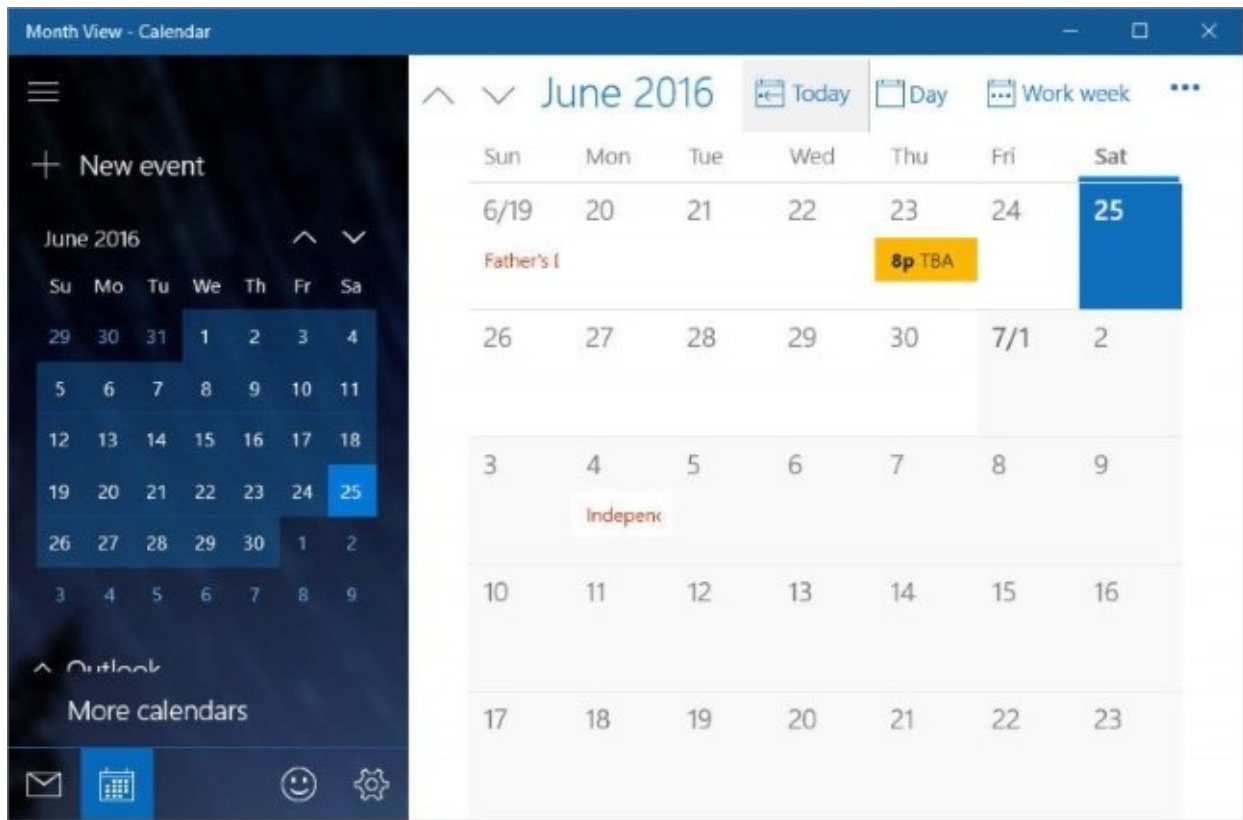 Month View - Calendar
New event
June 2016
Su Mo Tu We Th Fr Sa
29 30 31 1 2 3 4
5 6 7 8 9 10 11
12 13 14 15 16 17 18
19 20 21 22 23 24 25
26 27 28 29 30 1 2
3 4 5 6 7 8 9
Outlook
More calendars
June 2016 Today Day Work week
Sun Mon Tue Wed Thu Fri Sat
6/19 20 21 22 23 24 25
Father's 8p TBA
26 27 28 29 30 7/1 2
3 4 5 6 7 8 9
Independ
10 11 12 13 14 15 16
17 18 19 20 21 22 23